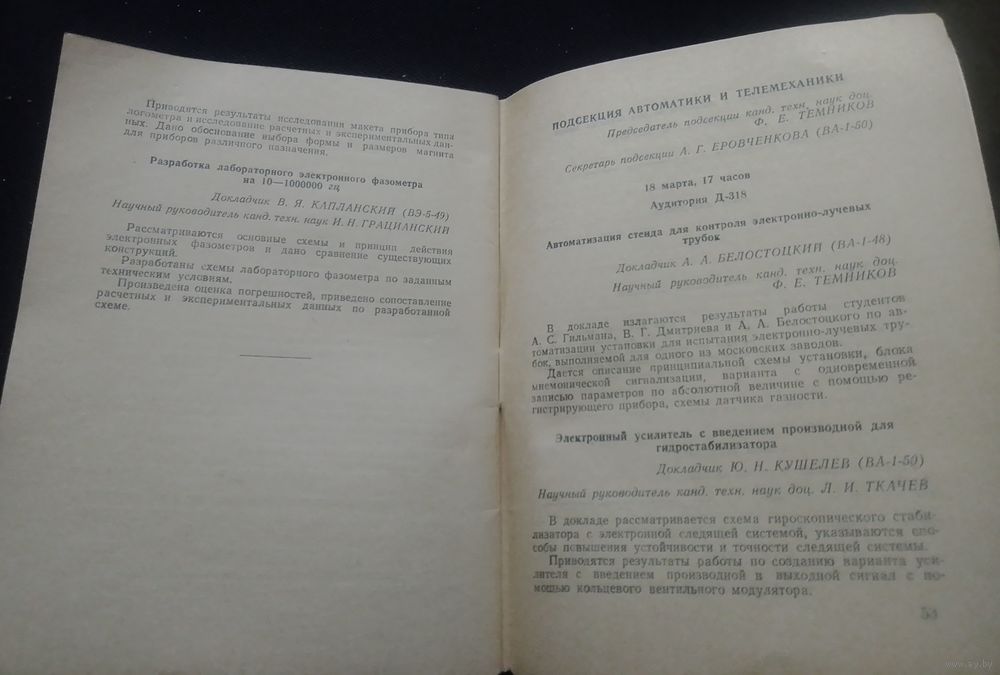 Приводятся результаты исследования макета прибора типа
логометра и исследование расчетных и экспериментальных дан-
ных. Дано обоснование выбора формы и размеров магнита
для приборов различного назначения.
Разработка лабораторного электронного фазометра
на 10—1000000 гц
Докладчик В. Я. КАПЛАНСКИЙ (ВЭ-5-49)
Научный руководитель канд. техн. наук И. Н. ГРАЦИАНСКИЙ
Рассматриваются основные схемы и принцип действия
электронных фазометров и дано сравнение существующих
конструкций.
Разработаны схемы лабораторного фазометра по заданным
техническим условиям.
Произведена оценка погрешностей, приведено сопоставление
расчетных и экспериментальных данных по разработанной
схеме.
ПОДСЕКЦИЯ АВТОМАТИКИ И ТЕЛЕМЕХАНИКИ
Председатель подсекции канд. техн. наук доц.
Ф. Е. ТЕМНИКОВ
Секретарь подсекции А. Г. ЕРОВЧЕНКОВА (ВА-1-50)
18 марта, 17 часов
Аудитория Д-318
Автоматизация стенда для контроля электронно-лучевых
трубок
Докладчик А. А. БЕЛОСТОЦКИЙ (ВА-1-48)
Научный руководитель канд. техн. наук доц.
Ф. Е. ТЕМНИКОВ
В докладе излагаются результаты работы студентов
А. С. Гильмана, В. Г. Дмитриева и А. А. Белостоцкого по ав-
томатизации установки для испытания электронно-лучевых тру-
бок, выполняемой для одного из московских заводов.
Дается описание принципиальной схемы установки, блока
мнемонической сигнализации, варианта с одновременной
записью параметров по абсолютной величине с помощью ре-
гистрирующего прибора, схемы датчика газности.
Электронный усилитель с введением производной для
гидростабилизатора
Докладчик Ю. Н. КУШЕЛЕВ (ВА-1-50)
Научный руководитель канд. техн. наук доц. Л. И. ТКАЧЕВ
В докладе рассматривается схема гироскопического стаби-
лизатора с электронной следящей системой, указываются спо-
собы повышения устойчивости и точности следящей системы.
Приводятся результаты работы по созданию варианта уси-
лителя с введением производной в выходной сигнал с по-
мощью кольцевого вентильного модулятора.
53
www.ay.by